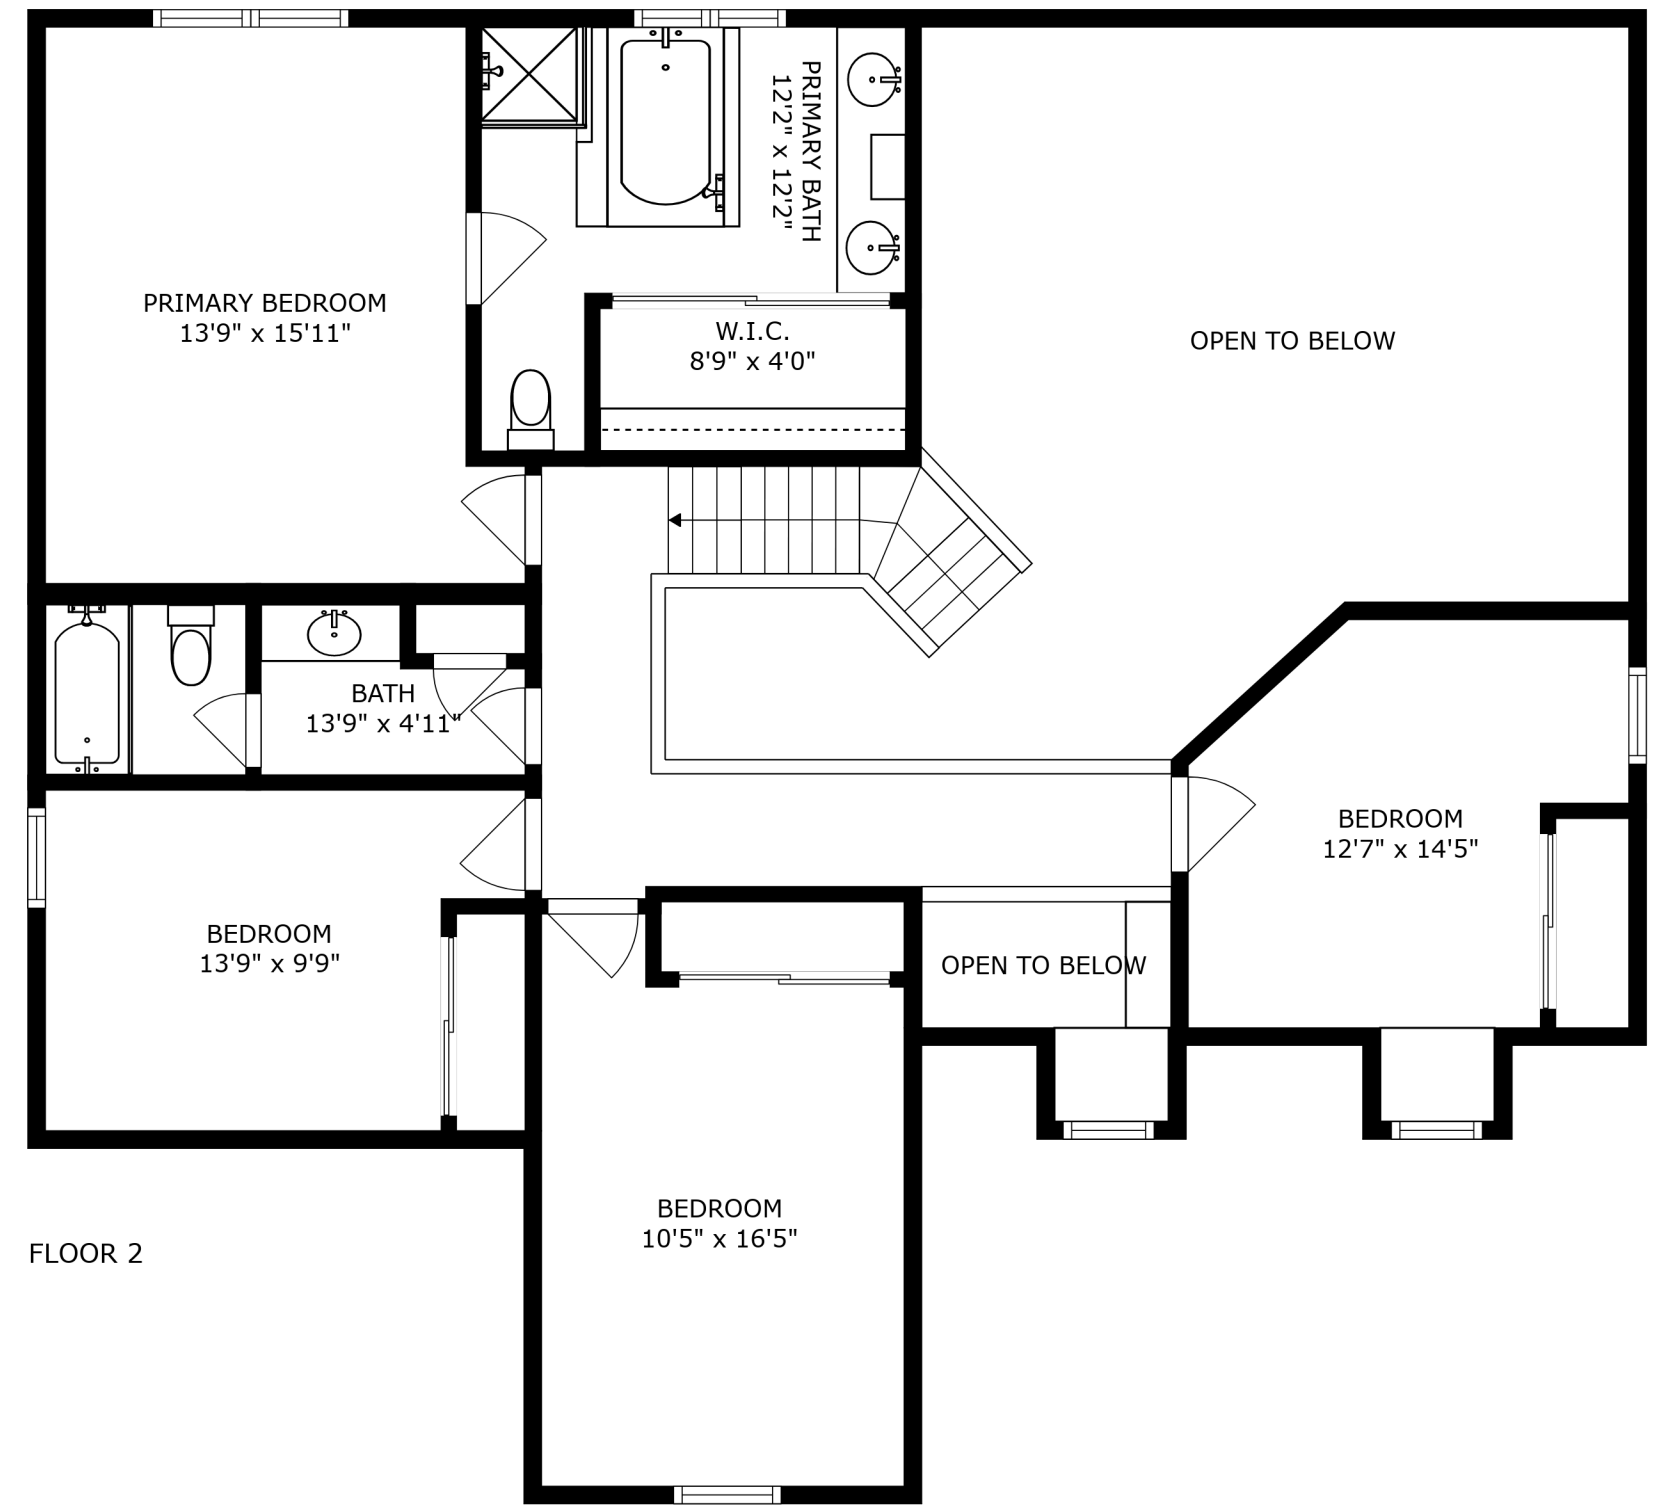 PRIMARY BATH
12'2" x 12'2"
PRIMARY BEDROOM
13'9" x 15'11"
W.I.C.
8'9" x 4'0"
OPEN TO BELOW
BATH
13'9" x 4'11"
BEDROOM
12'7" x 14'5"
BEDROOM
13'9" x 9'9"
OPEN TO BELOW
BEDROOM
10'5" x 16'5"
FLOOR 2